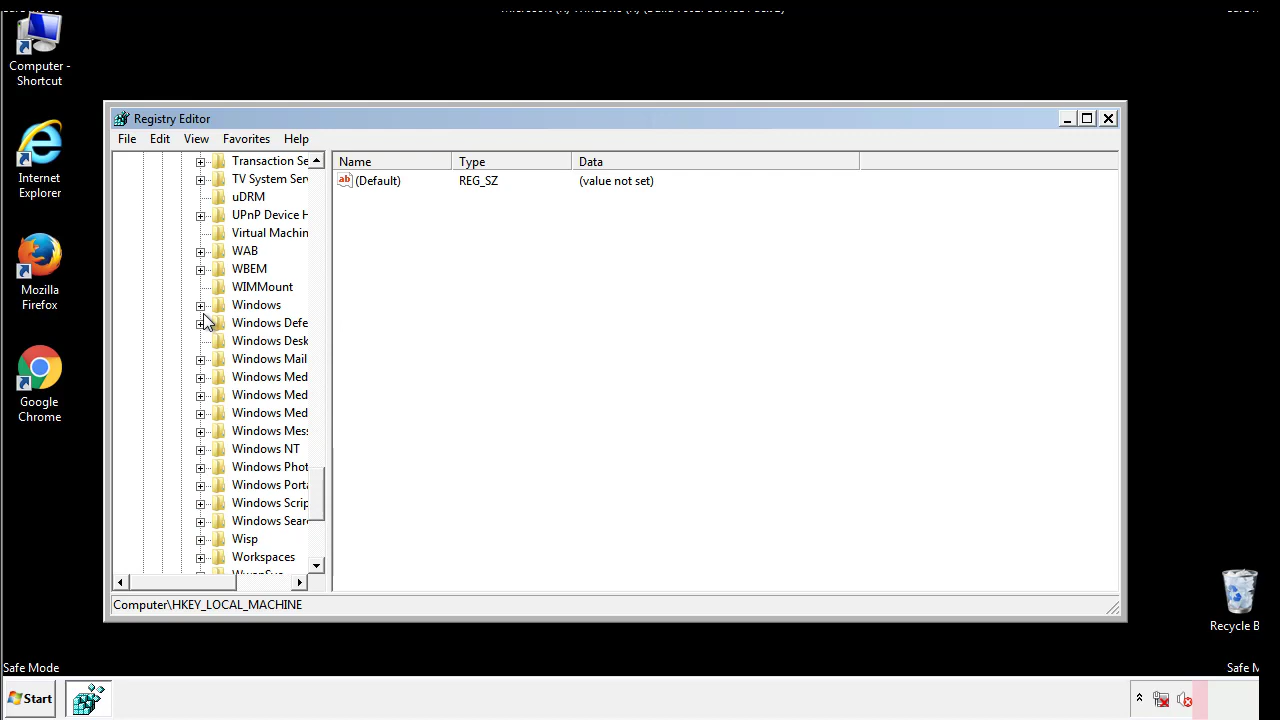 Computer -
Shortcut
Internet
Explorer
Mozilla
Firefox
Google
Chrome
Registry Editor
File Edit View Favorites Help
Transaction Se
TV System Serv
uDRM
UPnP Device H
Virtual Machin
WAB
WBEM
WIMMount
Windows
Windows Defe
Windows Desk
Windows Mail
Windows Med
Windows Med
Windows Med
Windows Mess
Windows NT
Windows Phot
Windows Porta
Windows Scrip
Windows Sear
Wisp
Workspaces
Name Type Data
ab (Default) REG_SZ (value not set)
Computer\HKEY_LOCAL_MACHINE
Recycle B
Safe Mode
Safe M
Start